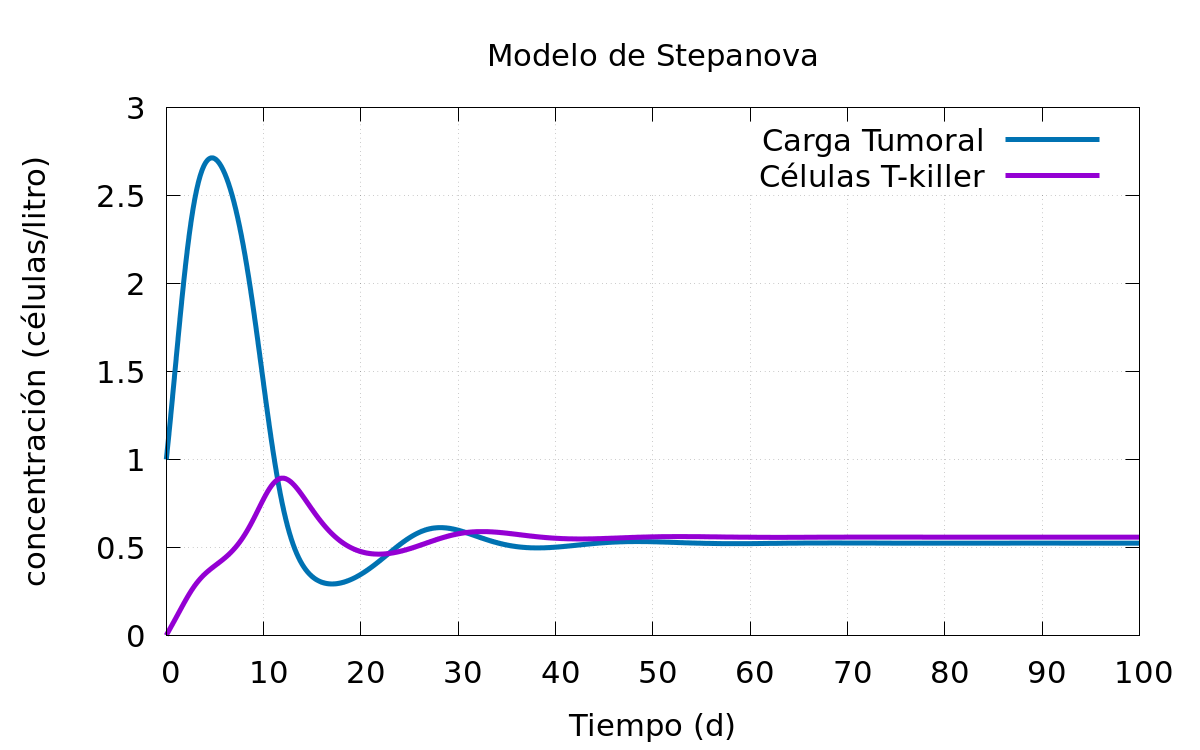 Modelo de Stepanova
Carga Tumoral
Células T-killer
concentración (células/litro)
3
2.5
2
1.5
1
0.5
0
0 10 20 30 40 50 60 70 80 90 100
Tiempo (d)